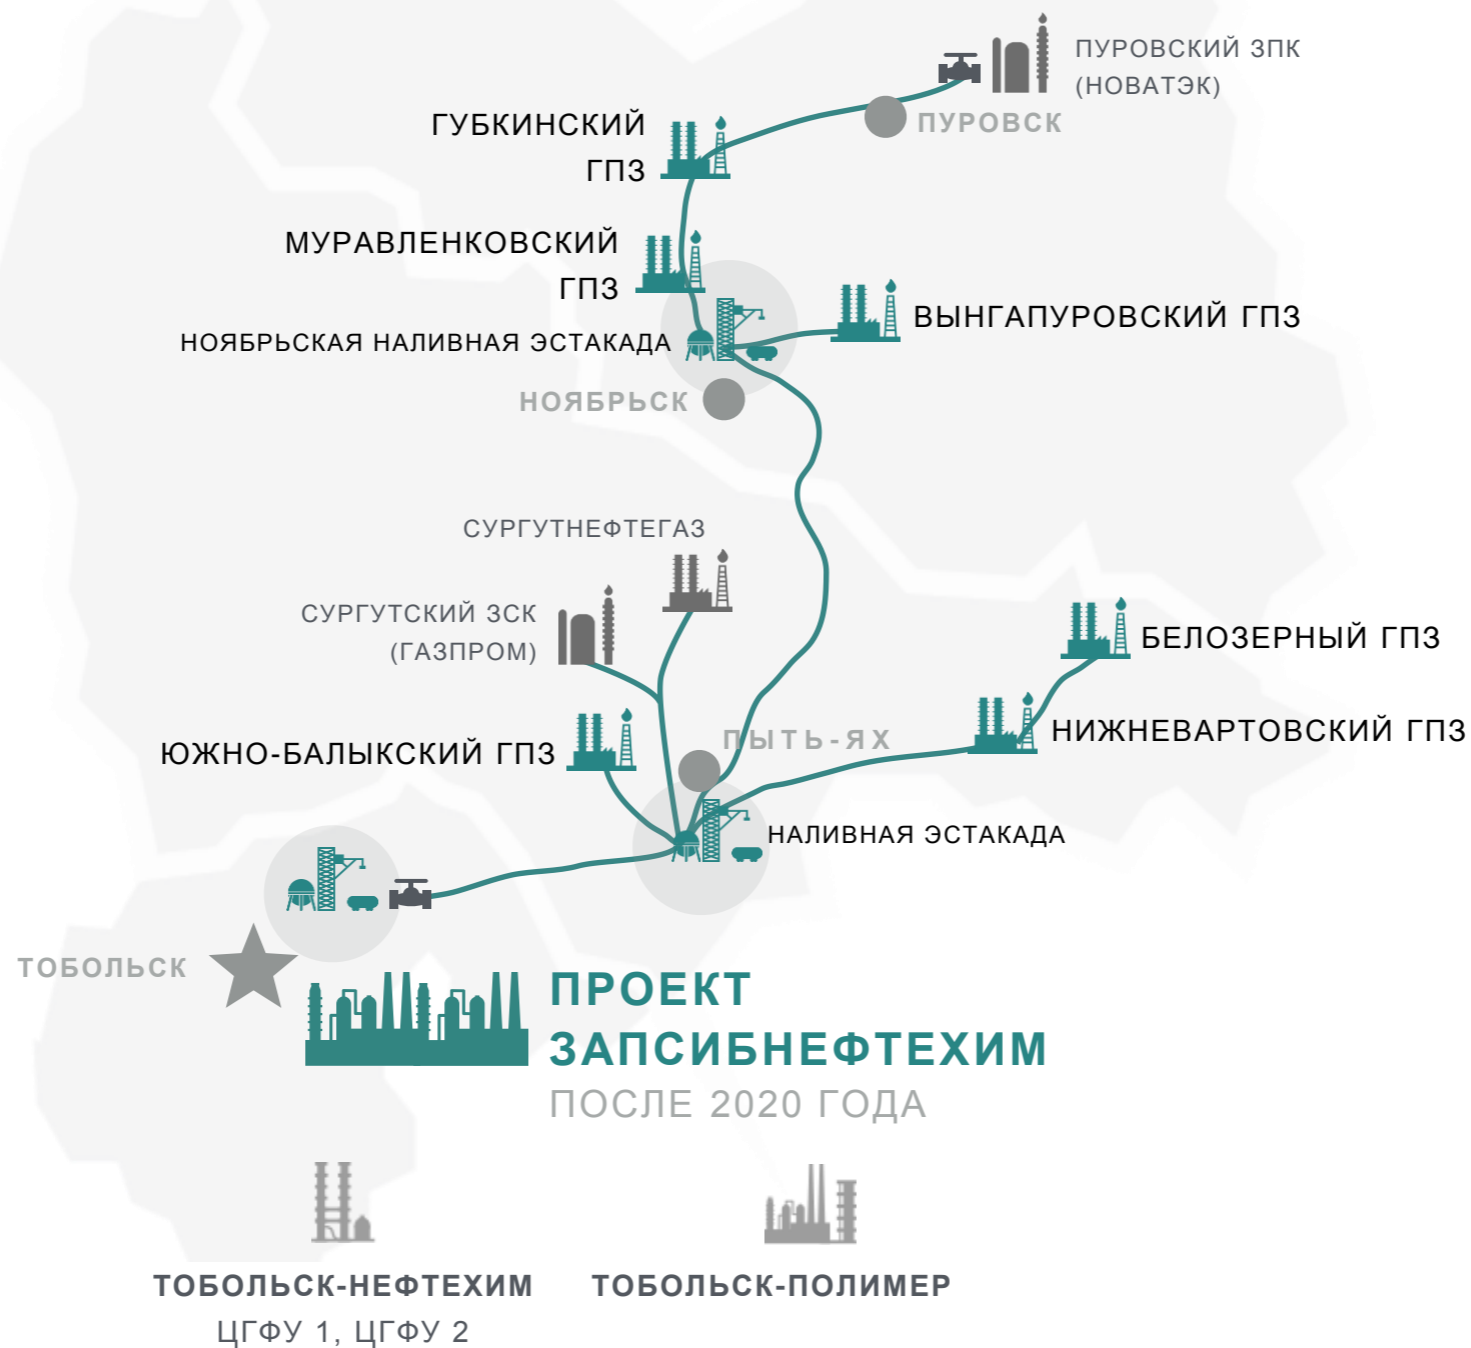 ПУРОВСКИЙ ЗПК
(НОВАТЭК)
ПУРОВСК
ГУБКИНСКИЙ
ГПЗ
МУРАВЛЕНКОВСКИЙ
ГПЗ
ВЫНГАПУРОВСКИЙ ГПЗ
НОЯБРЬСКАЯ НАЛИВНАЯ ЭСТАКАДА
НОЯБРЬСК
СУРГУТНЕФТЕГАЗ
СУРГУТСКИЙ ЗСК
(ГАЗПРОМ)
БЕЛОЗЕРНЫЙ ГПЗ
НИЖНЕВАРТОВСКИЙ ГПЗ
ПЫТЬ-ЯХ
ЮЖНО-БАЛЫКСКИЙ ГПЗ
НАЛИВНАЯ ЭСТАКАДА
ТОБОЛЬСК
ПРОЕКТ
ЗАПСИБНЕФТЕХИМ
ПОСЛЕ 2020 ГОДА
ТОБОЛЬСК-НЕФТЕХИМ
ЦГФУ 1, ЦГФУ 2
ТОБОЛЬСК-ПОЛИМЕР